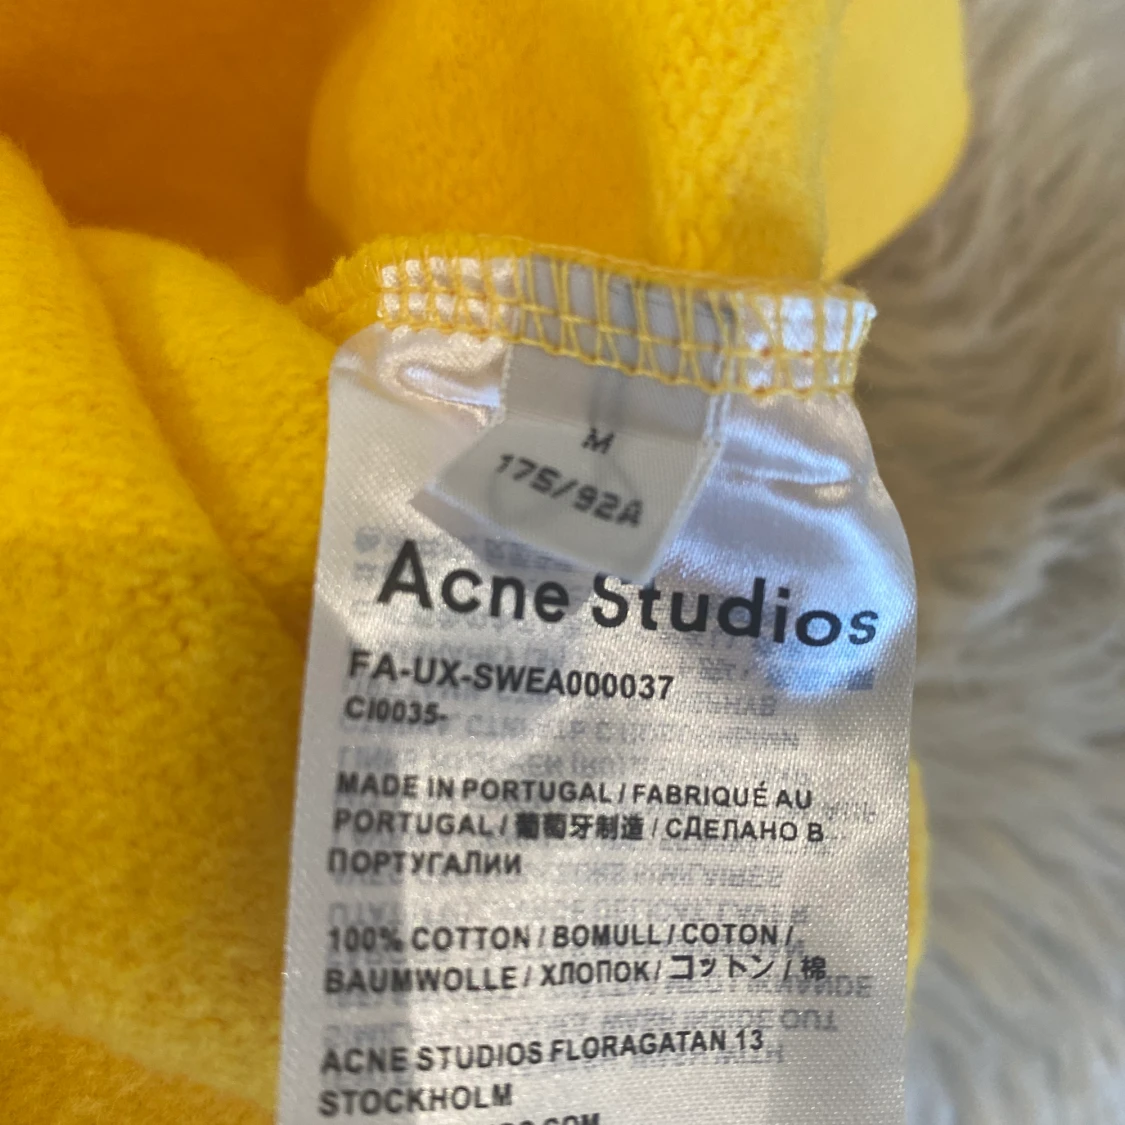 M
175/92A
Acne Studios
FA-UX-SWEA000037
CI0035-
MADE IN PORTUGAL / FABRIQUÉ AU
PORTUGAL / 葡萄牙制造 / СДЕЛАНО В
ПОРТУГАЛИИ
100% COTTON / BOMULL / COTON /
BAUMWOLLE / ХЛОПОК / コットン / 棉
ACNE STUDIOS FLORAGATAN 13
STOCKHOLM